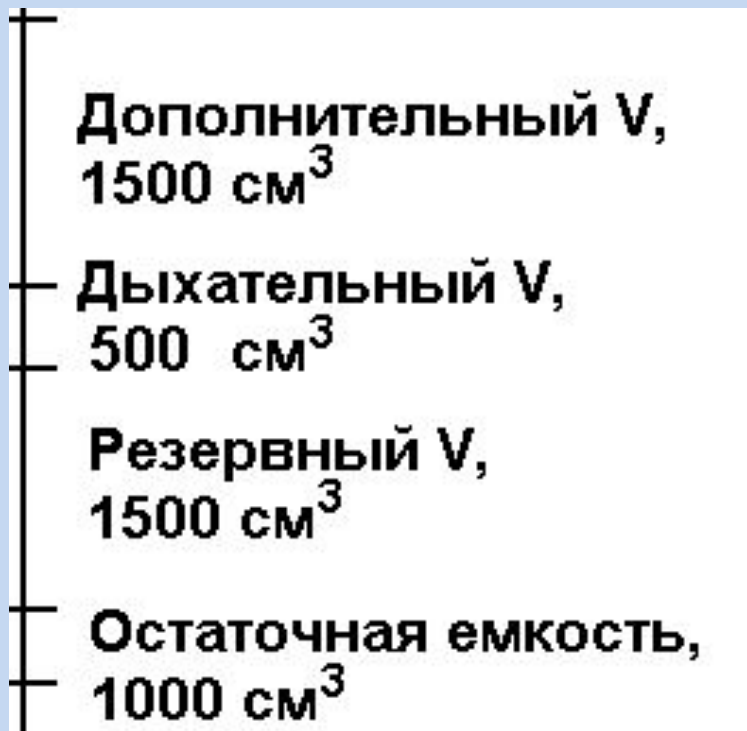 Дополнительный V,
1500 см³
Дыхательный V,
500 см³
Резервный V,
1500 см³
Остаточная емкость,
1000 см³